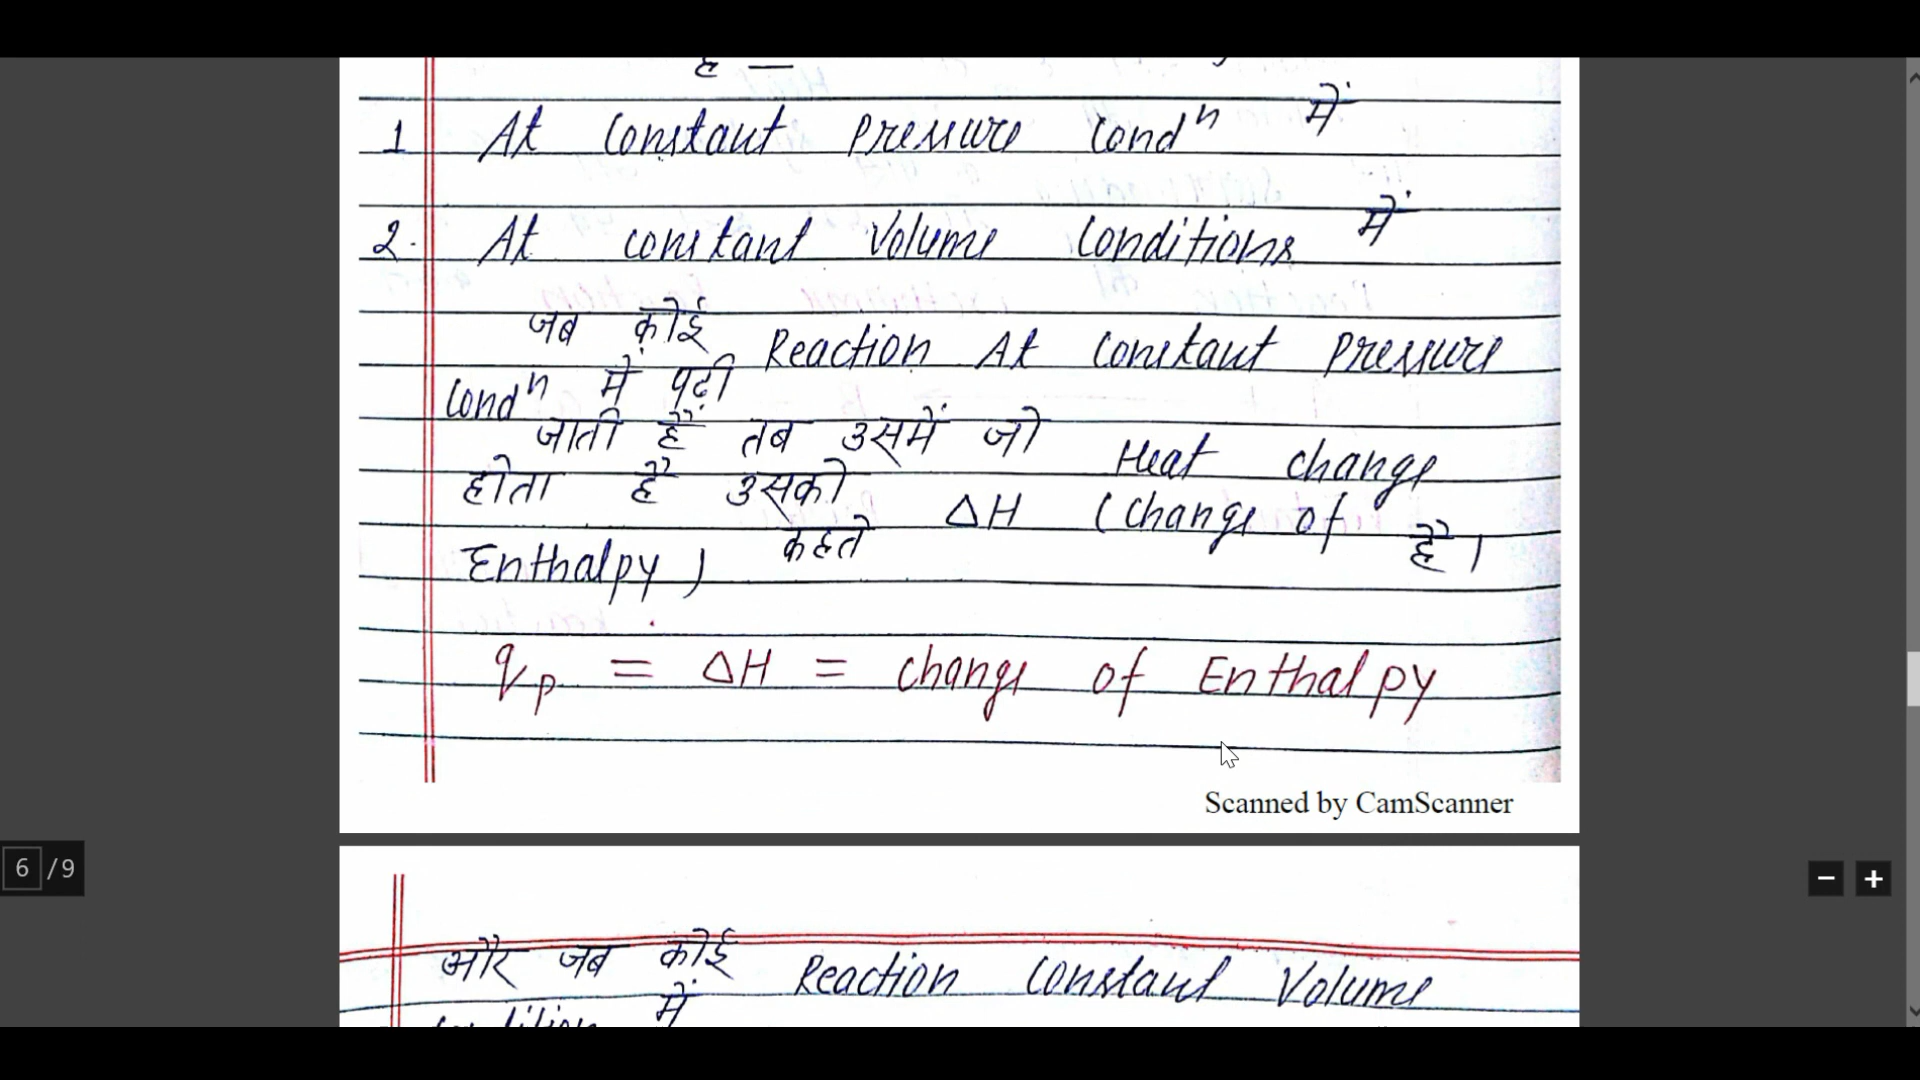 है —
1 At constant pressure condⁿ में
2. At constant volume conditions में
जब कोई Reaction At constant pressure
condⁿ में पढ़ी
जाती हैं तब उसमें जो Heat change
होता है उसको ΔH (change of
Enthalpy) कहते हैं।
qp = ΔH = change of Enthalpy
Scanned by CamScanner
6 /9
और जब कोई Reaction constant volume
में